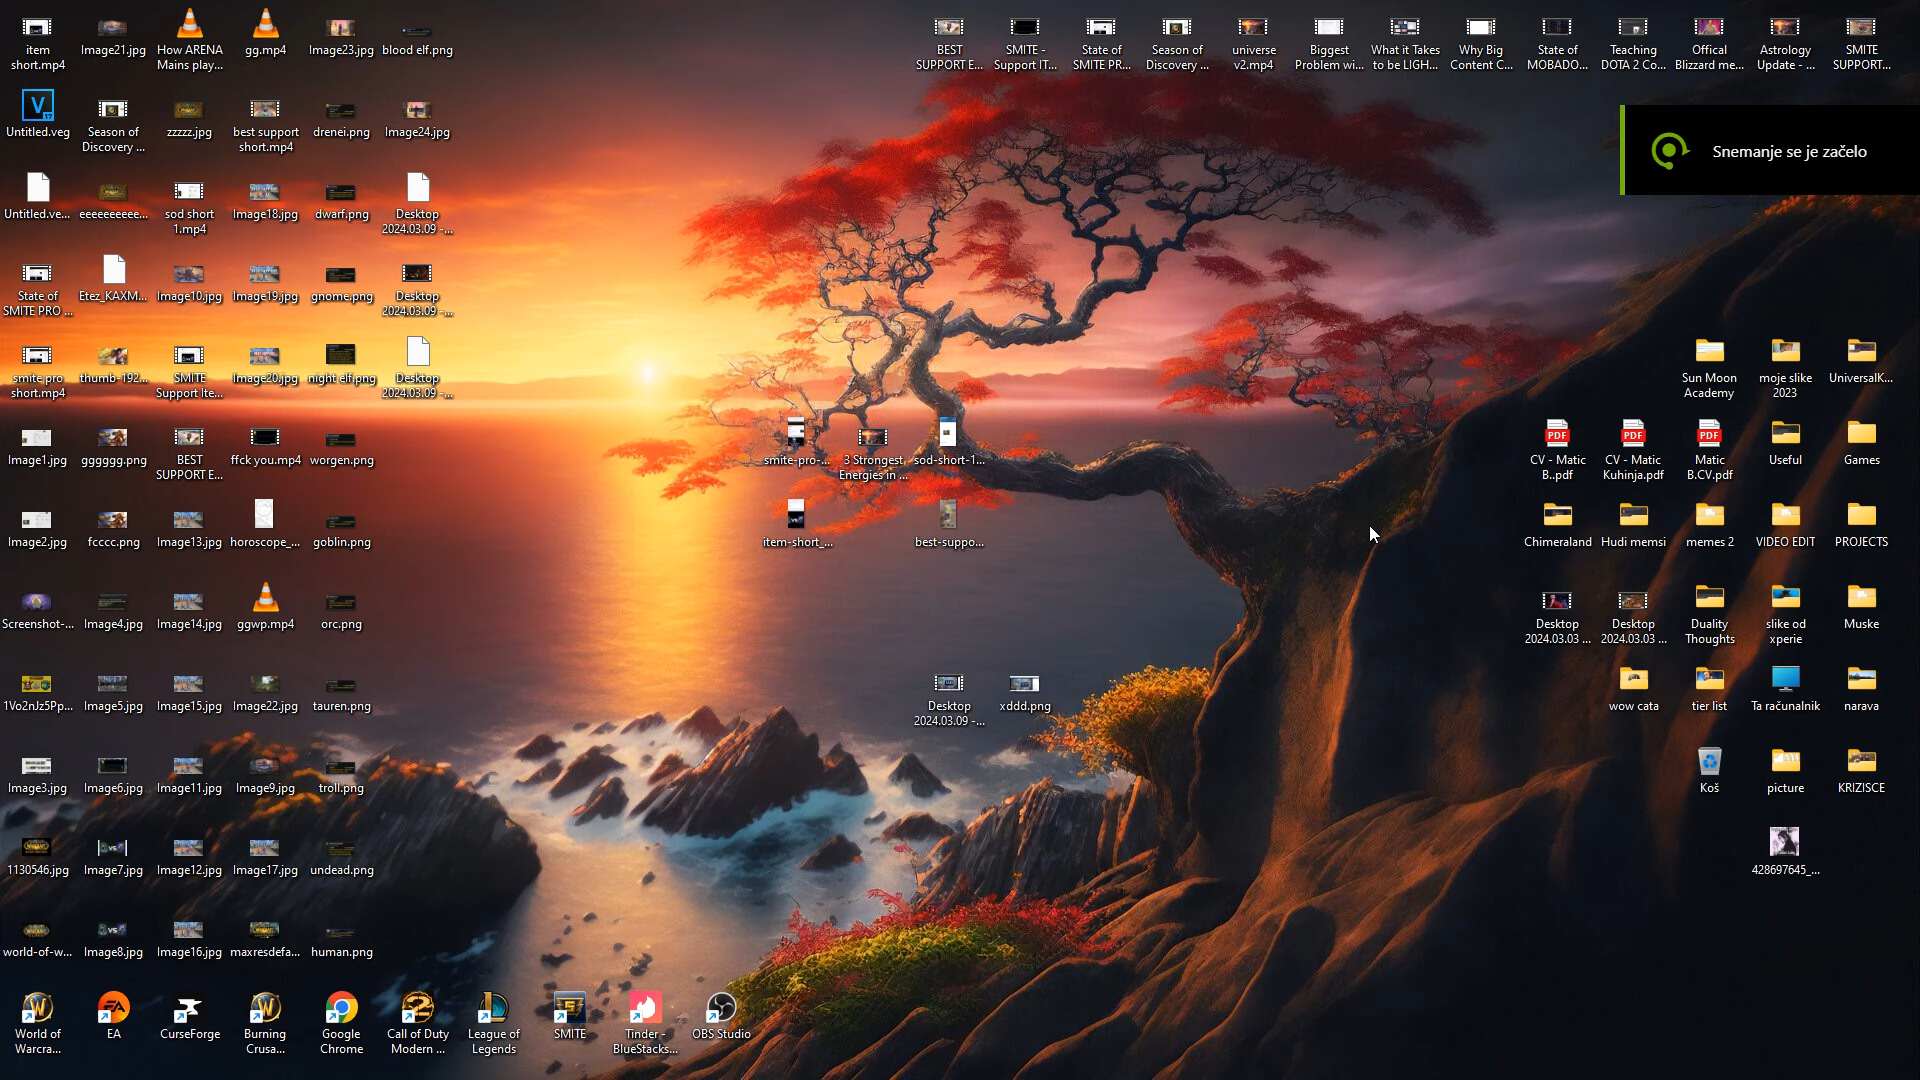 item
short.mp4
Image21.jpg
How ARENA
Mains play...
gg.mp4
Image23.jpg
blood elf.png
BEST
SUPPORT E...
SMITE -
Support IT...
State of
SMITE PR...
Season of
Discovery ...
universe
v2.mp4
Biggest
Problem wi...
What it Takes
to be LIGH...
Why Big
Content C...
State of
MOBADO...
Teaching
DOTA 2 Co...
Offical
Blizzard me...
Astrology
Update - ...
SMITE
SUPPORT...
Untitled.veg
Season of
Discovery ...
zzzzz.jpg
best support
short.mp4
drenei.png
Image24.jpg
Snemanje se je začelo
Untitled.ve...
eeeeeeeeee...
sod short
1.mp4
Image18.jpg
dwarf.png
Desktop
2024.03.09 -...
State of
SMITE PRO ...
Etez_KAXM...
Image10.jpg
Image19.jpg
gnome.png
Desktop
2024.03.09 -...
smite pro
short.mp4
thumb-192...
SMITE
Support Ite...
Image20.jpg
night elf.png
Desktop
2024.03.09 -...
Sun Moon
Academy
moje slike
2023
UniversalK...
Image1.jpg
gggggg.png
BEST
SUPPORT E...
ffck you.mp4
worgen.png
smite-pro-...
3 Strongest
Energies in ...
sod-short-1...
CV - Matic
B..pdf
CV - Matic
Kuhinja.pdf
Matic
B.CV.pdf
Useful
Games
Image2.jpg
fcccc.png
Image13.jpg
horoscope_...
goblin.png
item-short_...
best-suppo...
Chimeraland
Hudi memsi
memes 2
VIDEO EDIT
PROJECTS
Screenshot-...
Image4.jpg
Image14.jpg
ggwp.mp4
orc.png
Desktop
2024.03.03 ...
Desktop
2024.03.03 ...
Duality
Thoughts
slike od
xperie
Muske
1Vo2nJz5Pp...
Image5.jpg
Image15.jpg
Image22.jpg
tauren.png
Desktop
2024.03.09 -...
xddd.png
wow cata
tier list
Ta računalnik
narava
Image3.jpg
Image6.jpg
Image11.jpg
Image9.jpg
troll.png
Koš
picture
KRIZISCE
1130546.jpg
Image7.jpg
Image12.jpg
Image17.jpg
undead.png
428697645_...
world-of-w...
Image8.jpg
Image16.jpg
maxresdefa...
human.png
World of
Warcra...
EA
CurseForge
Burning
Crusa...
Google
Chrome
Call of Duty
Modern ...
League of
Legends
SMITE
Tinder -
BlueStacks...
OBS Studio